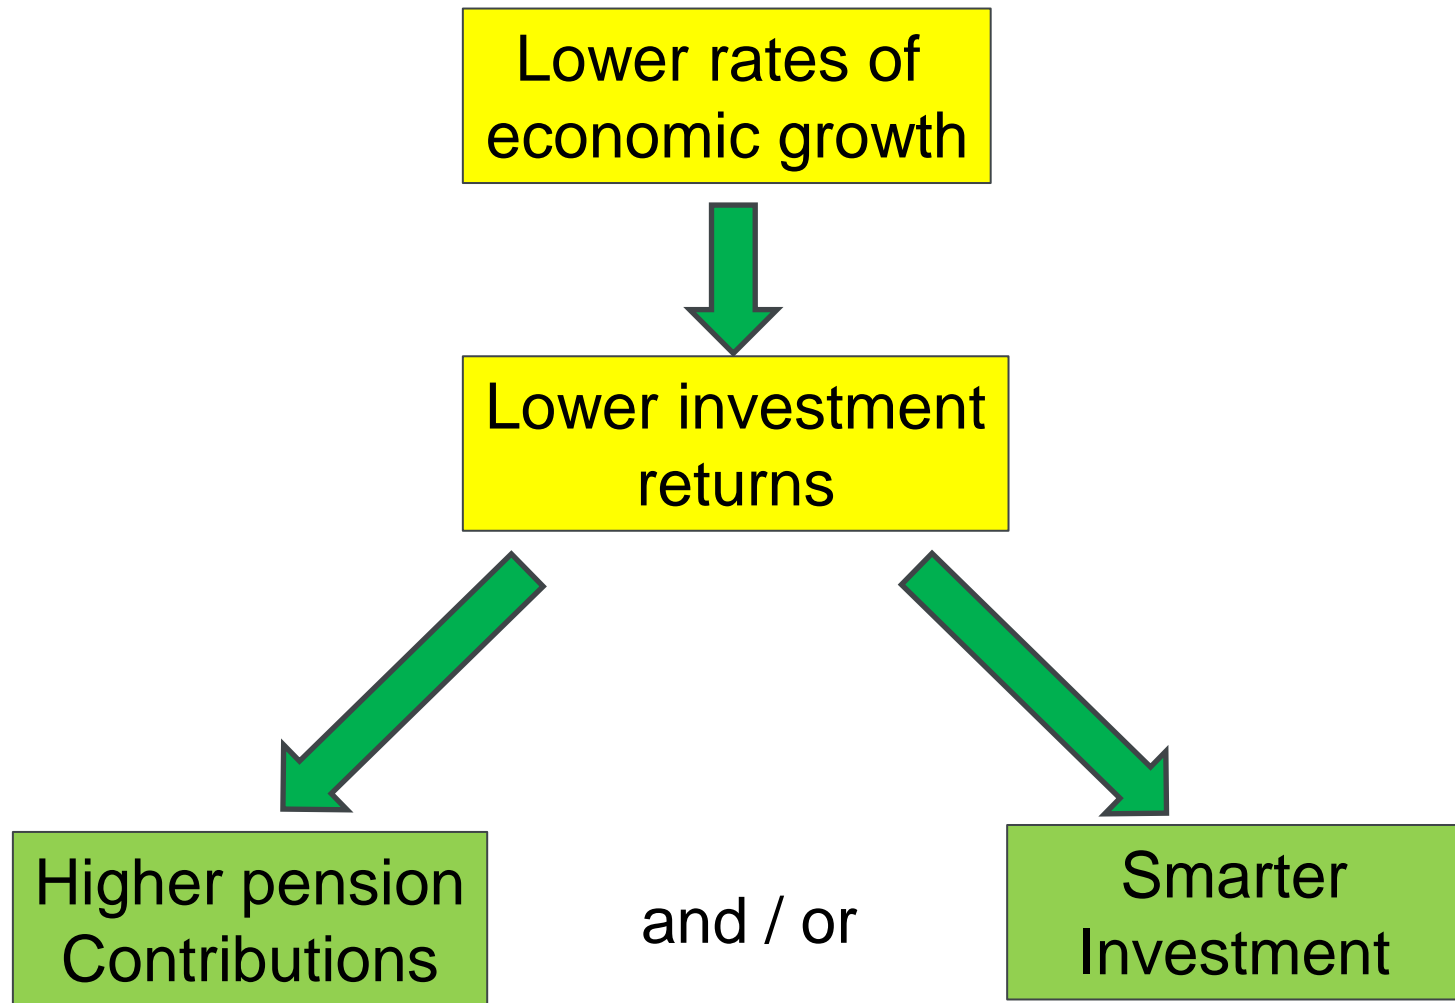 Lower rates of
economic growth
Lower investment
returns
Higher pension
Contributions
and / or
Smarter
Investment